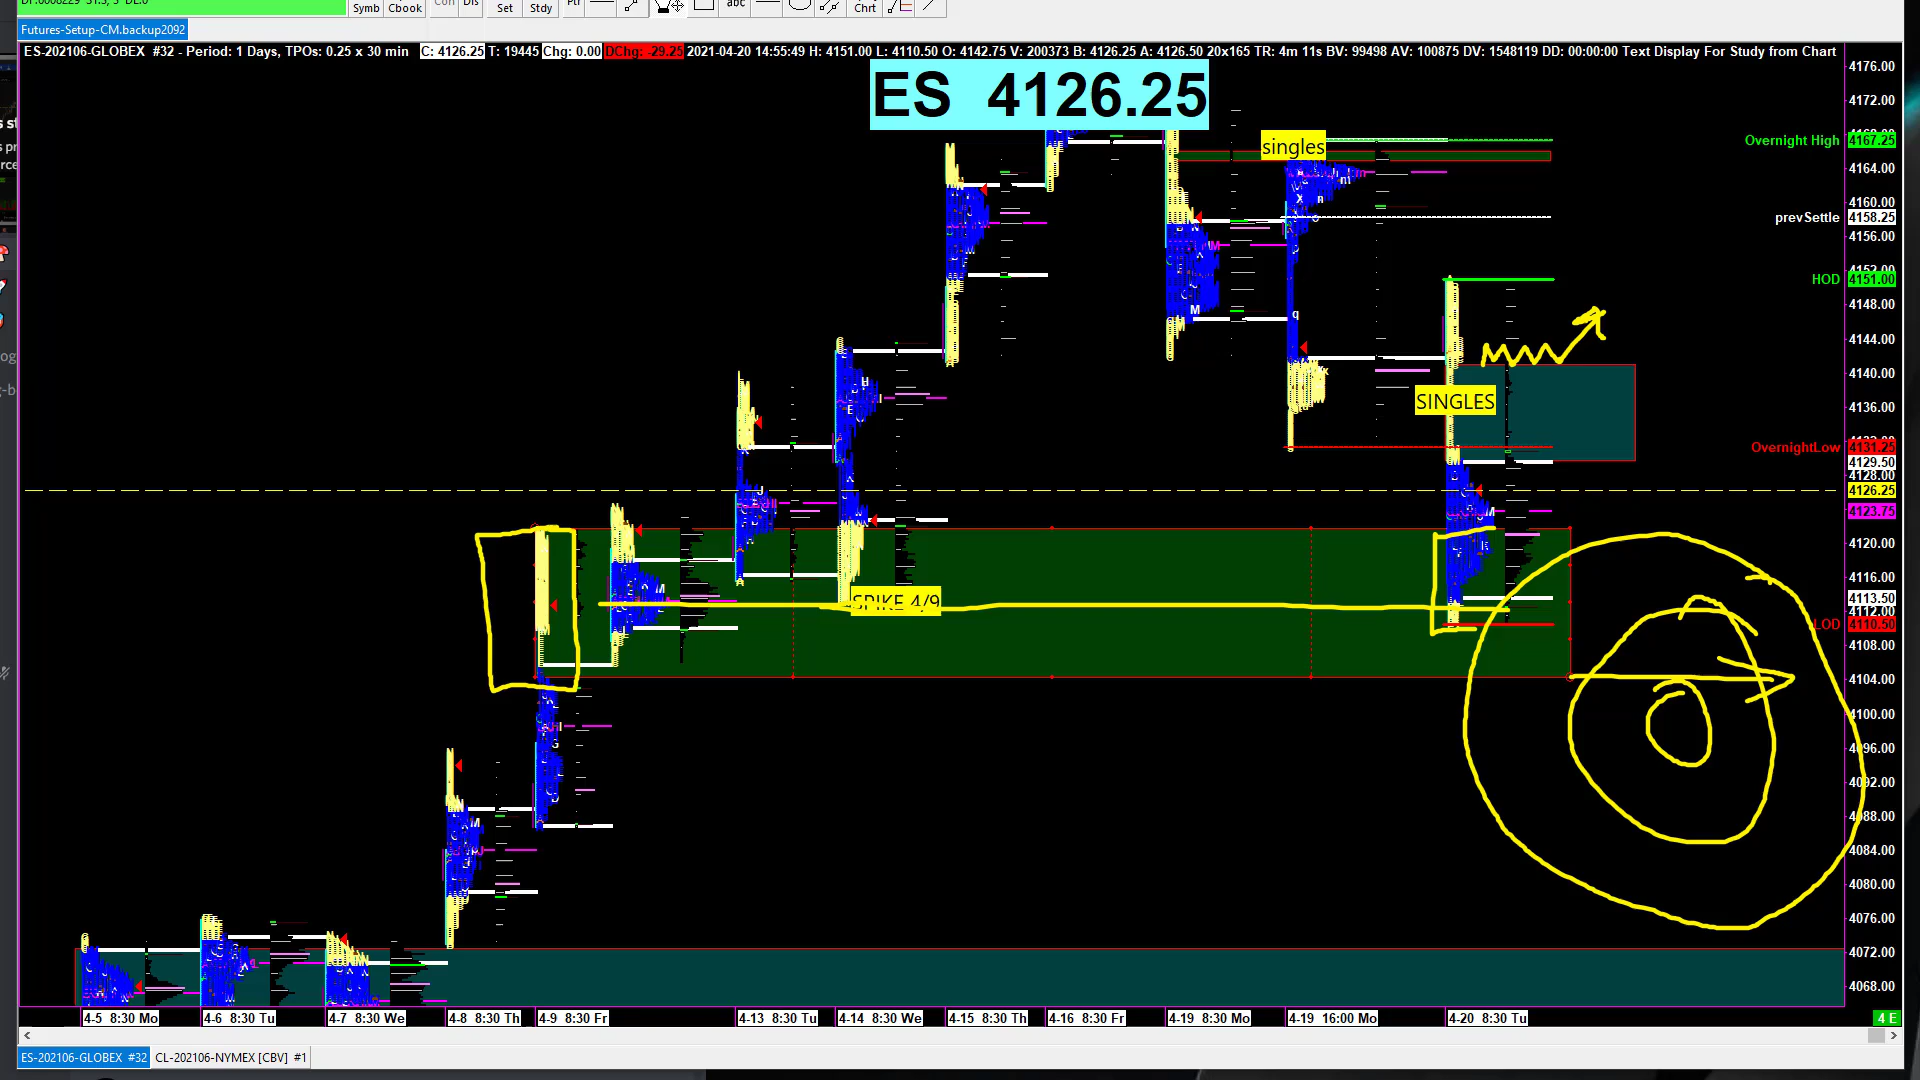 Symb Cbook Set Stdy abc Chrt
Futures-Setup-CM.backup2092
ES-202106-GLOBEX #32 - Period: 1 Days, TPOs: 0.25 x 30 min C: 4126.25 T: 19445 Chg: 0.00 DChg: -29.25 2021-04-20 14:55:49 H: 4151.00 L: 4110.50 O: 4142.75 V: 200373 B: 4126.25 A: 4126.50 20x165 TR: 4m 11s BV: 99498 AV: 100875 DV: 1548119 DD: 00:00:00 Text Display For Study from Chart
ES 4126.25
4176.00
4172.00
singles
Overnight High 4167.25
4164.00
4160.00
prevSettle 4158.25
4156.00
HOD 4151.00
4148.00
4144.00
4140.00
SINGLES
4136.00
OvernightLow 4131.25
4129.50
4128.00
4126.25
4123.75
4120.00
4116.00
SPIKE 4/9
4113.50
4112.00
LOD 4110.50
4108.00
4104.00
4100.00
4096.00
4092.00
4088.00
4084.00
4080.00
4076.00
4072.00
4068.00
4-5 8:30 Mo 4-6 8:30 Tu 4-7 8:30 We 4-8 8:30 Th 4-9 8:30 Fr 4-13 8:30 Tu 4-14 8:30 We 4-15 8:30 Th 4-16 8:30 Fr 4-19 8:30 Mo 4-19 16:00 Mo 4-20 8:30 Tu 4 E
ES-202106-GLOBEX #32 CL-202106-NYMEX [CBV] #1